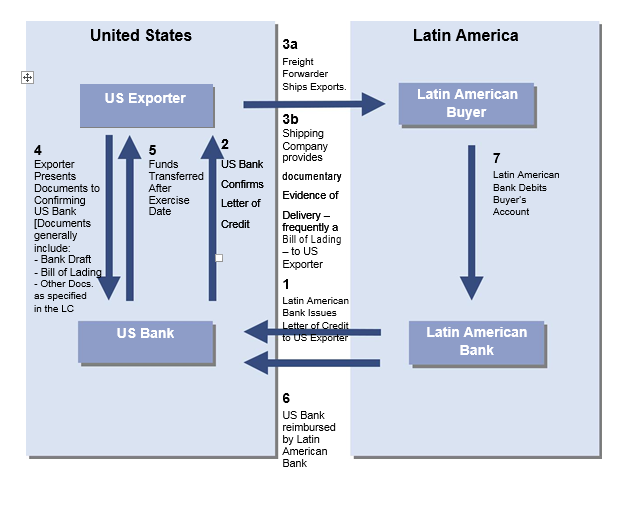 United States
Latin America
US Exporter
Latin American
Buyer
US Bank
Latin American
Bank
3a
Freight
Forwarder
Ships Exports.
3b
Shipping
Company
provides
documentary
Evidence of
Delivery –
frequently a
Bill of Lading
– to US
Exporter
4
Exporter
Presents
Documents to
Confirming
US Bank
[Documents
generally
include:
- Bank Draft
- Bill of Lading
- Other Docs.
as specified
in the LC
5
Funds
Transferred
After
Exercise
Date
2
US Bank
Confirms
Letter of
Credit
7
Latin American
Bank Debits
Buyer's
Account
1
Latin American
Bank Issues
Letter of Credit
to US Exporter
6
US Bank
reimbursed
by Latin
American
Bank